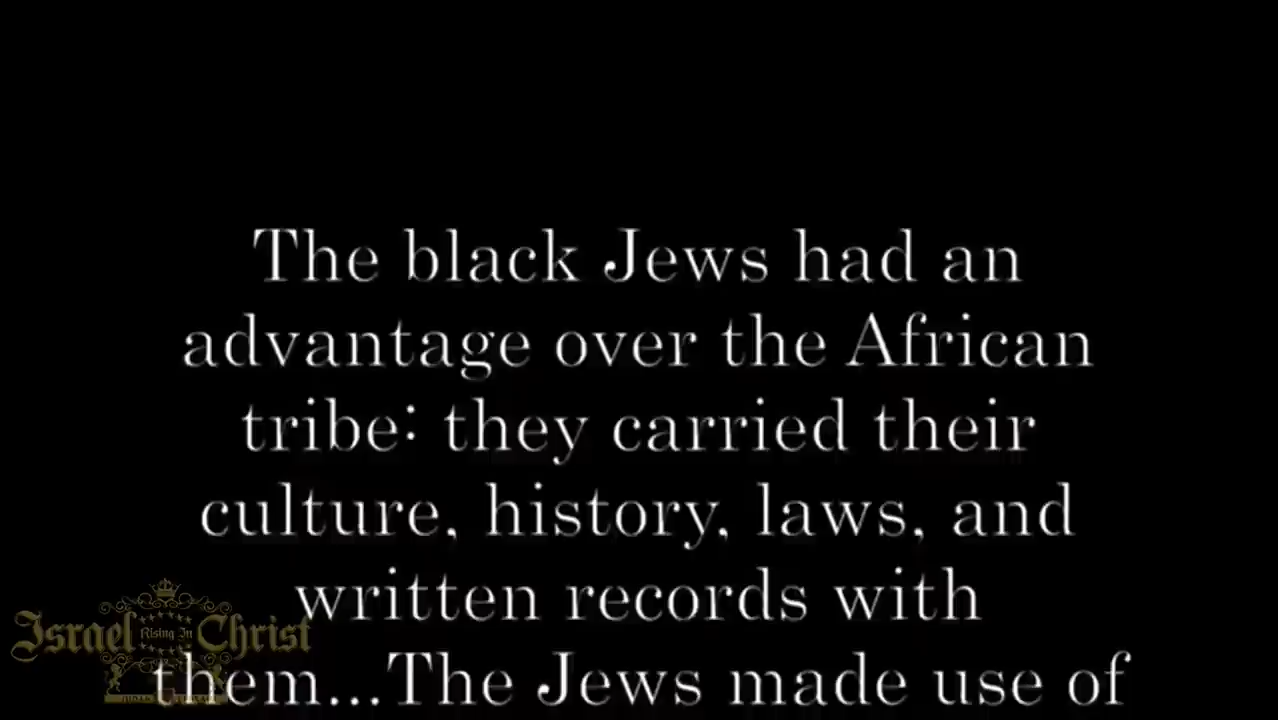 The black Jews had an
advantage over the African
tribe: they carried their
culture, history, laws, and
written records with
them...The Jews made use of
Israel Rising In Christ